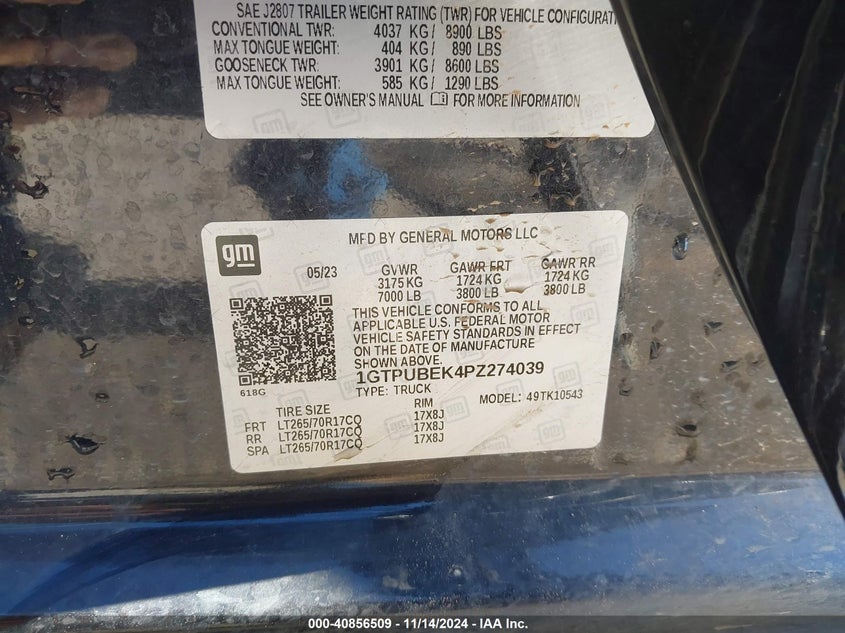 SAE J2807 TRAILER WEIGHT RATING (TWR) FOR VEHICLE CONFIGURATI
CONVENTIONAL TWR: 4037 KG / 8900 LBS
MAX TONGUE WEIGHT: 404 KG / 890 LBS
GOOSENECK TWR: 3901 KG / 8600 LBS
MAX TONGUE WEIGHT: 585 KG / 1290 LBS
SEE OWNER'S MANUAL FOR MORE INFORMATION
gm
MFD BY GENERAL MOTORS LLC
05/23 GVWR GAWR FRT GAWR RR
3175 KG 1724 KG 1724 KG
7000 LB 3800 LB 3800 LB
THIS VEHICLE CONFORMS TO ALL
APPLICABLE U.S. FEDERAL MOTOR
VEHICLE SAFETY STANDARDS IN EFFECT
ON THE DATE OF MANUFACTURE
SHOWN ABOVE.
1GTPUBEK4PZ274039
618G
TYPE: TRUCK MODEL: 49TK10543
TIRE SIZE RIM
FRT LT265/70R17CQ 17X8J
RR LT265/70R17CQ 17X8J
SPA LT265/70R17CQ 17X8J
000-40856509 - 11/14/2024 - IAA Inc.